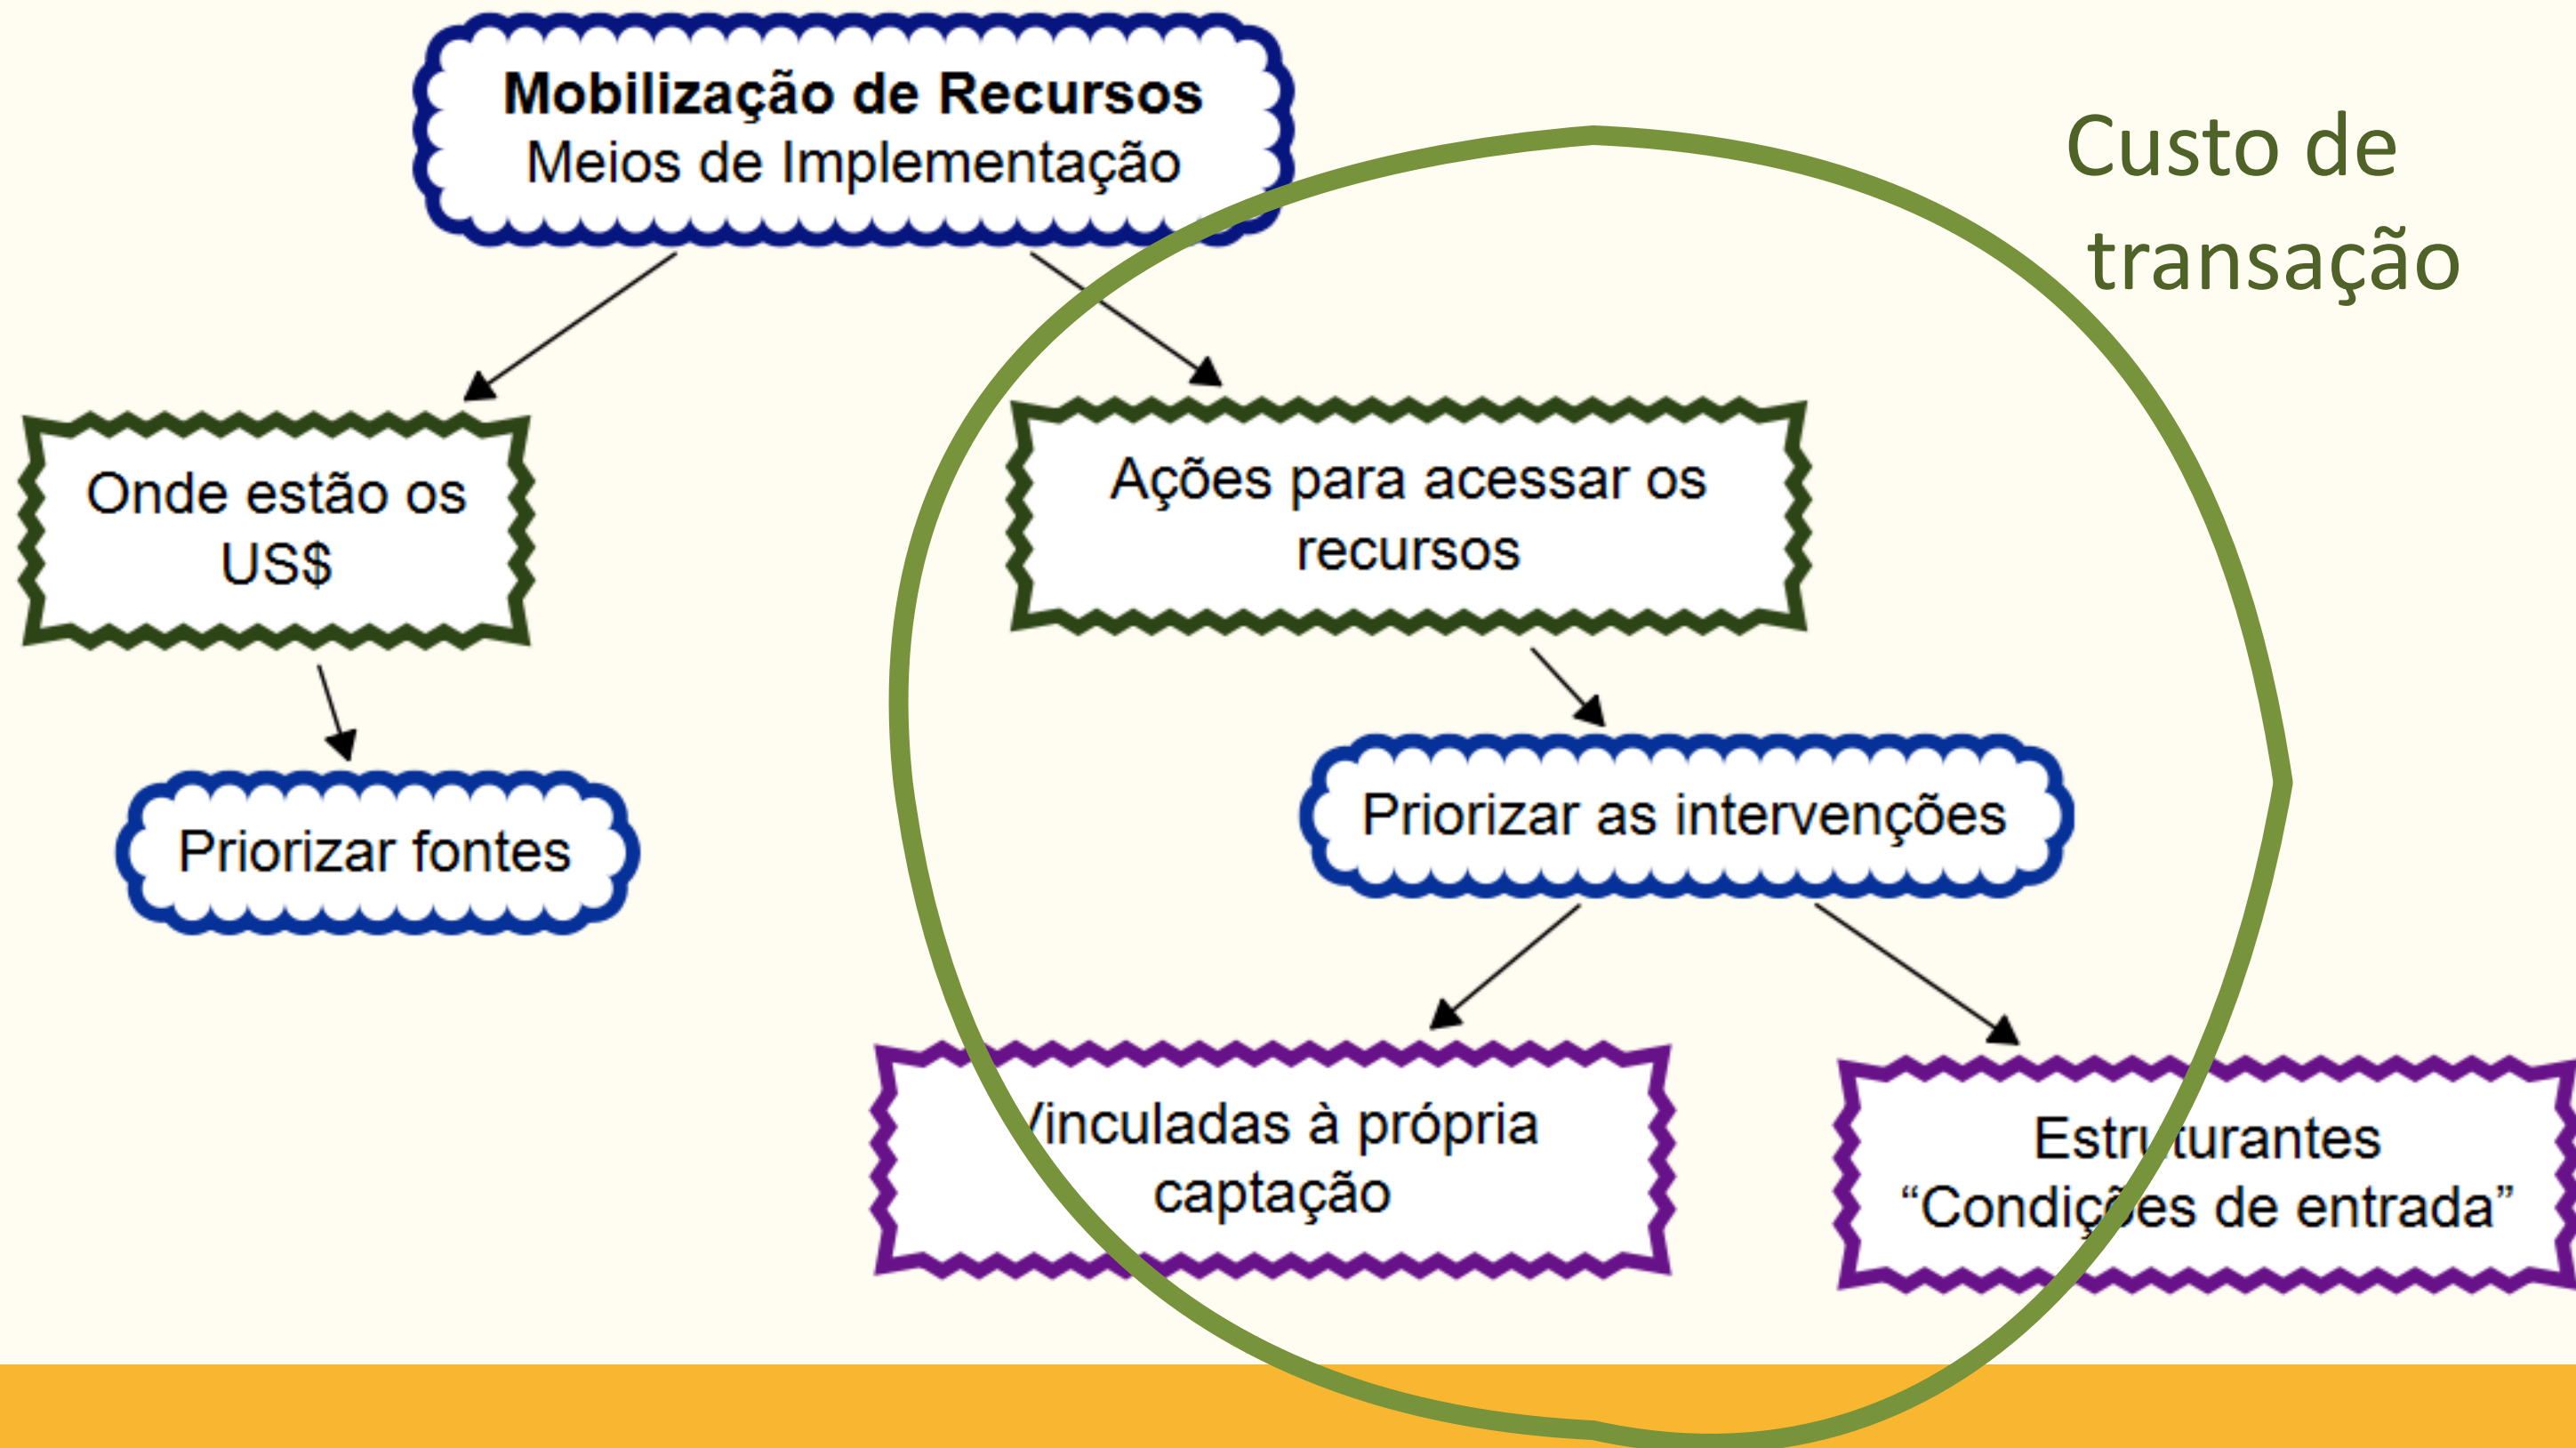 Mobilização de Recursos
Meios de Implementação
Custo de
transação
Onde estão os
US$
Ações para acessar os
recursos
Priorizar fontes
Priorizar as intervenções
Vinculadas à própria
captação
Estruturantes
“Condições de entrada”